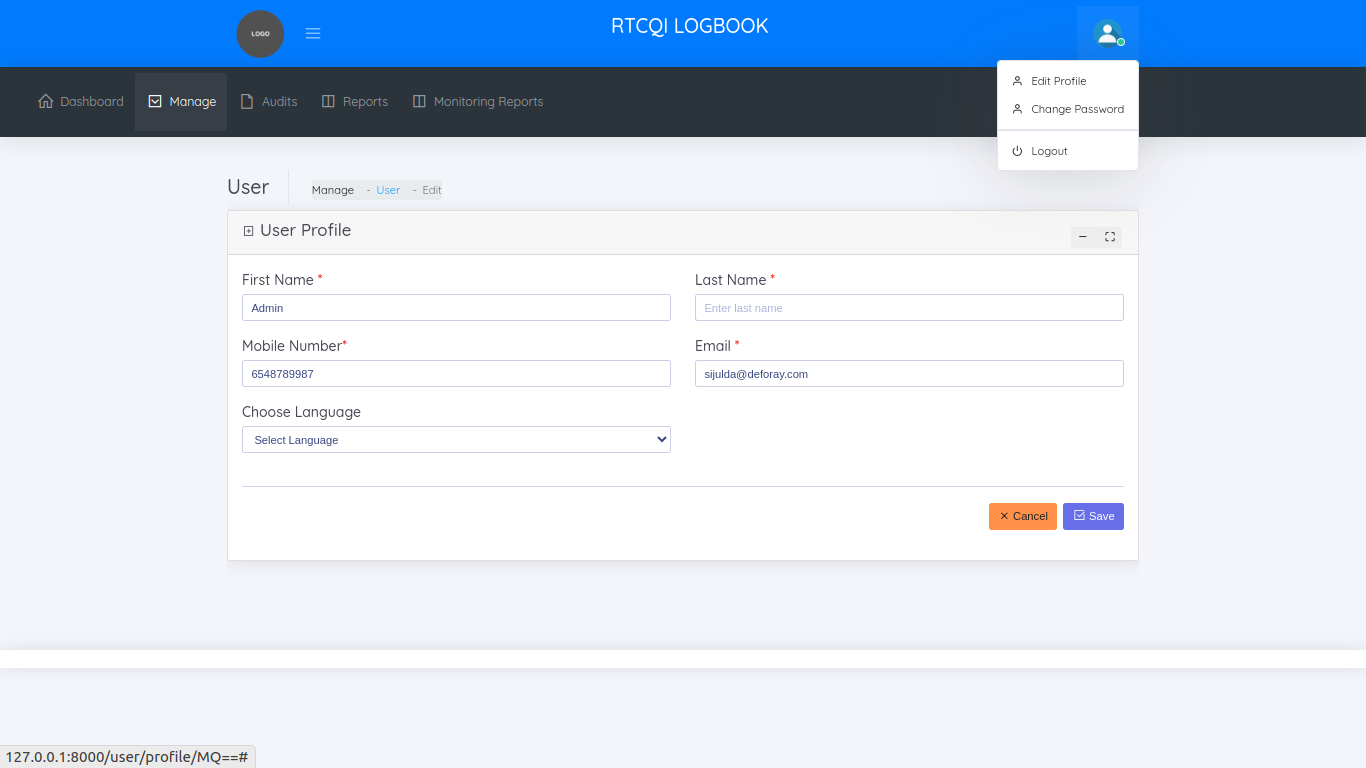 LOGO
RTCQI LOGBOOK
Edit Profile
Change Password
Logout
Dashboard Manage Audits Reports Monitoring Reports
User Manage - User - Edit
User Profile
First Name * Last Name *
Admin Enter last name
Mobile Number* Email *
6548789987 sijulda@deforay.com
Choose Language
Select Language
Cancel Save
127.0.0.1:8000/user/profile/MQ==#